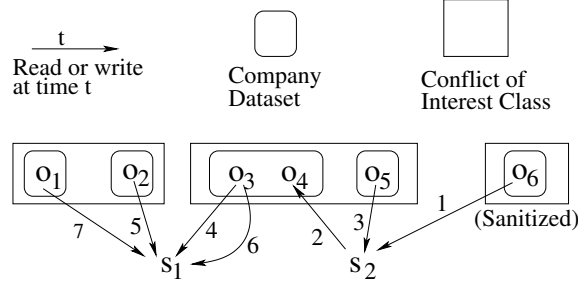 t
Read or write
at time t
Company
Dataset
Conflict of
Interest Class
o1 o2 o3 o4 o5 o6
(Sanitized)
7 5 4 6 2 3 1
s1 s2